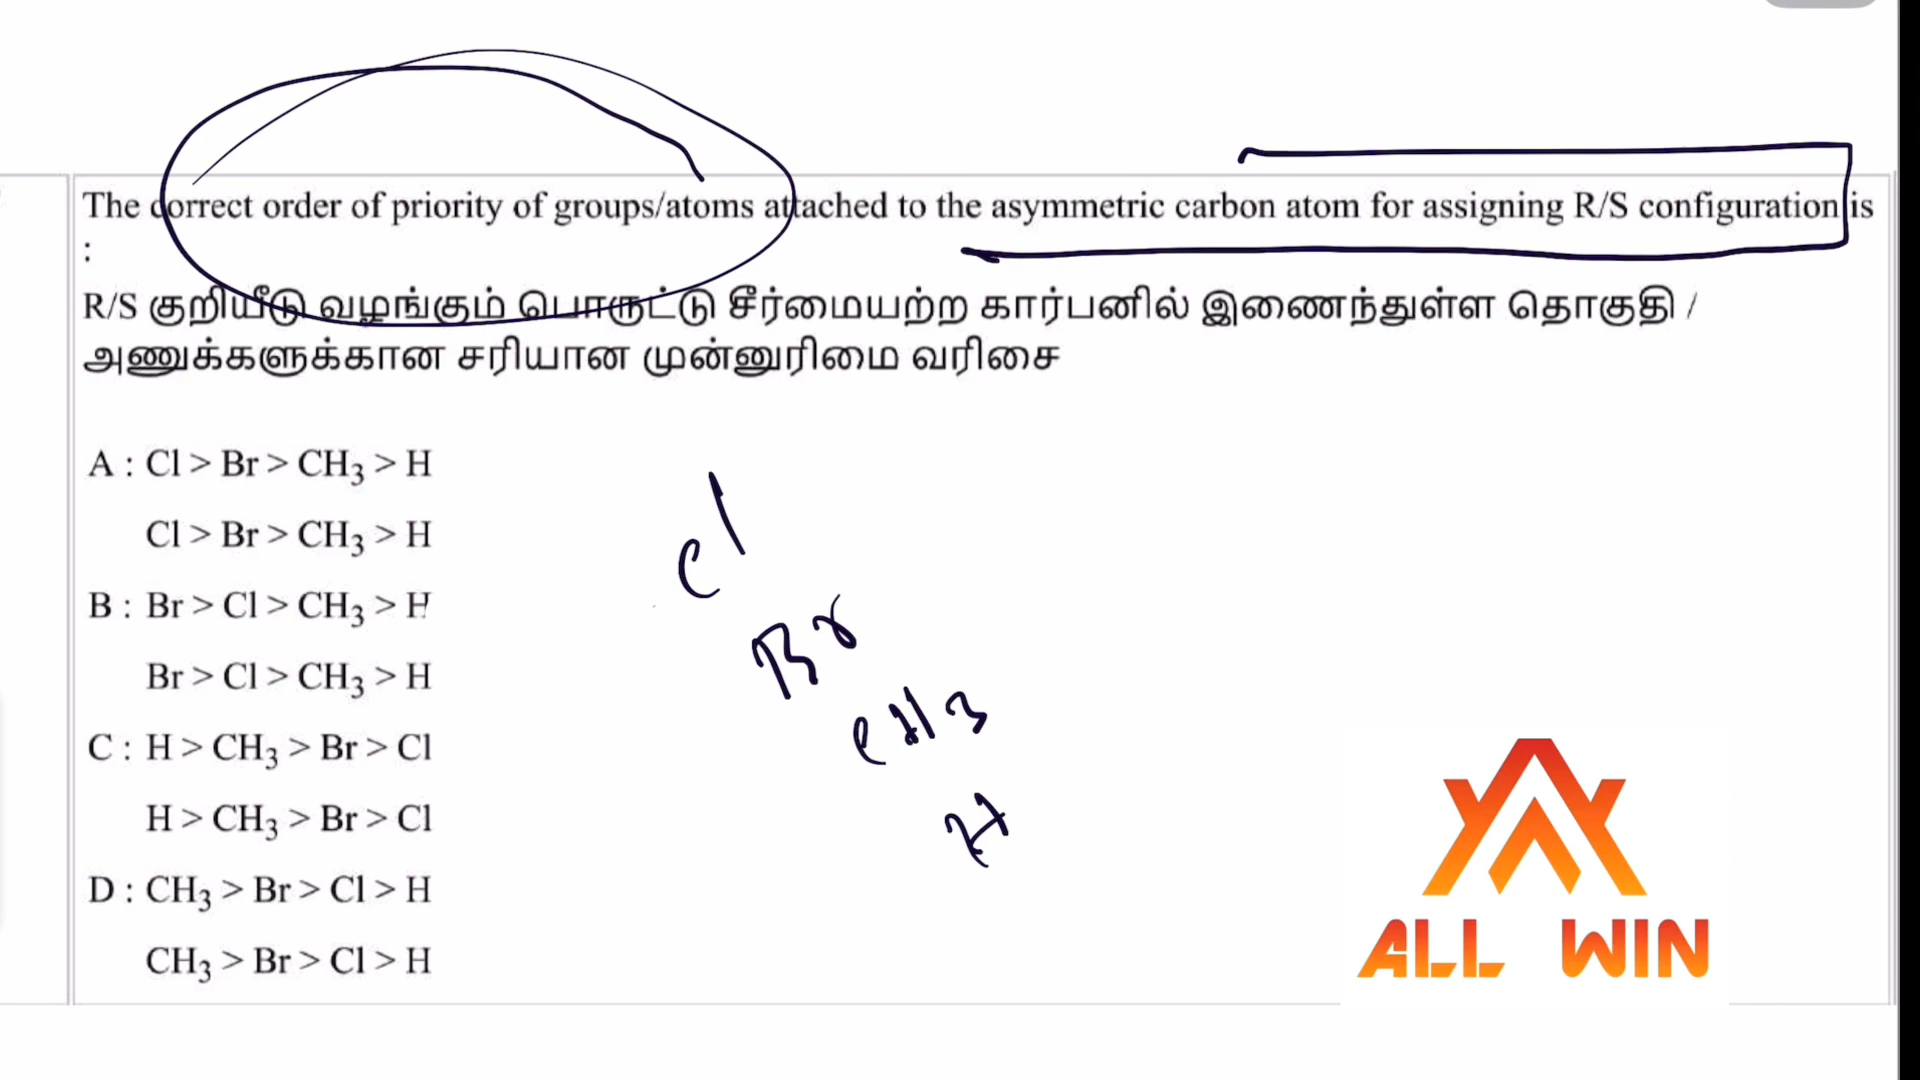 The correct order of priority of groups/atoms attached to the asymmetric carbon atom for assigning R/S configuration is
:
R/S குறியீடு வழங்கும் பொருட்டு சீர்மையற்ற கார்பனில் இணைந்துள்ள தொகுதி /
அணுக்களுக்கான சரியான முன்னுரிமை வரிசை
A : Cl > Br > CH₃ > H
Cl > Br > CH₃ > H
B : Br > Cl > CH₃ > H
Br > Cl > CH₃ > H
C : H > CH₃ > Br > Cl
H > CH₃ > Br > Cl
D : CH₃ > Br > Cl > H
CH₃ > Br > Cl > H
Cl
Br
CH3
H
ALL WIN